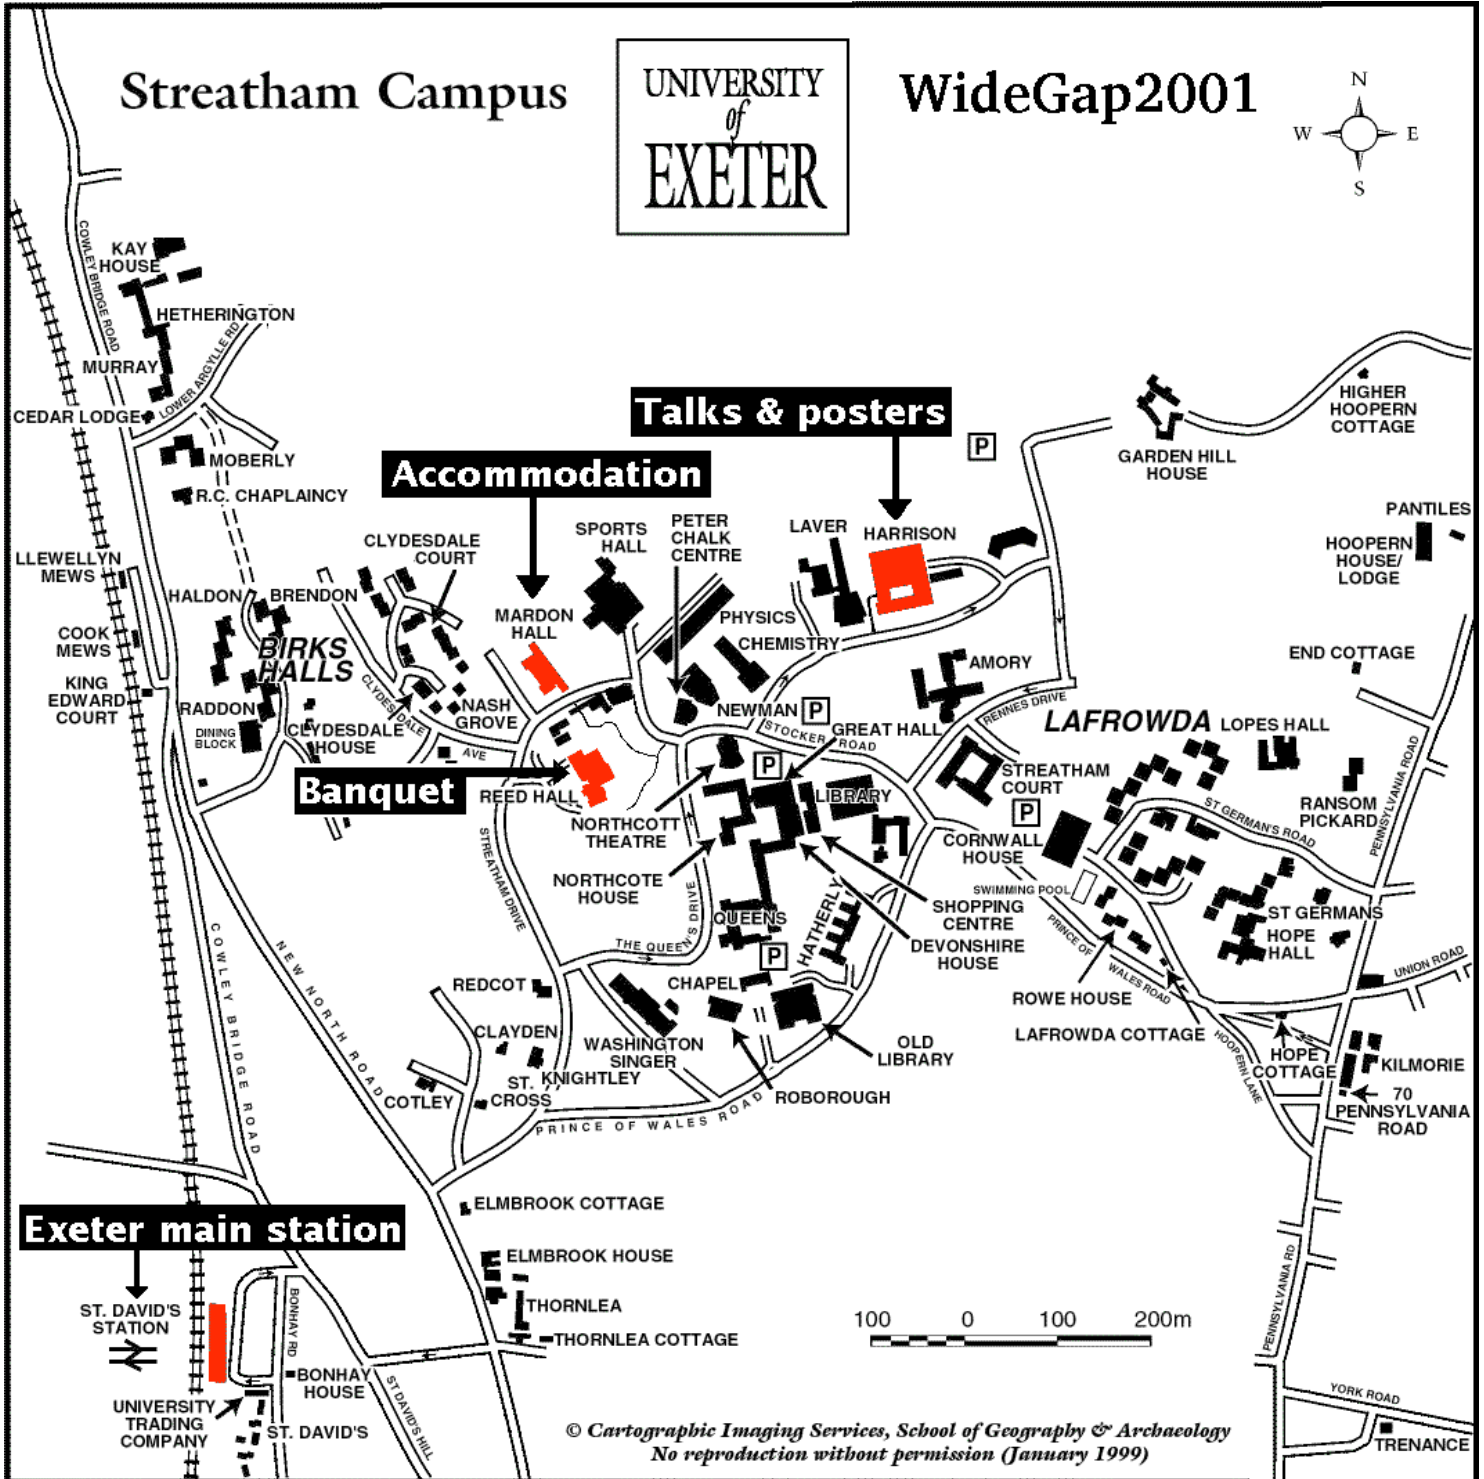 Streatham Campus
UNIVERSITY
of
EXETER
WideGap2001
N
W
E
S
KAY
HOUSE
COWLEY BRIDGE ROAD
HETHERINGTON
MURRAY
LOWER ARGYLLE RD
CEDAR LODGE
MOBERLY
R.C. CHAPLAINCY
Talks & posters
P
HIGHER
HOOPERN
COTTAGE
GARDEN HILL
HOUSE
Accommodation
PANTILES
HOOPERN
HOUSE/
LODGE
LLEWELLYN
MEWS
CLYDESDALE
COURT
SPORTS
HALL
PETER
CHALK
CENTRE
LAVER
HARRISON
HALDON
BRENDON
MARDON
HALL
PHYSICS
CHEMISTRY
COOK
MEWS
BIRKS
HALLS
KING
EDWARD
COURT
RADDON
DINING
BLOCK
CLYDESDALE
HOUSE
CLYDESDALE
AVE
NASH
GROVE
AMORY
END COTTAGE
NEWMAN
P
STOCKER ROAD
GREAT HALL
RENNES DRIVE
LAFROWDA
LOPES HALL
Banquet
REED HALL
P
LIBRARY
STREATHAM
COURT
P
RANSOM
PICKARD
PENNSYLVANIA ROAD
ST GERMAN'S ROAD
NORTHCOTT
THEATRE
CORNWALL
HOUSE
STREATHAM DRIVE
NORTHCOTE
HOUSE
SWIMMING POOL
SHOPPING
CENTRE
DEVONSHIRE
HOUSE
HATHERLY
QUEENS
THE QUEEN'S DRIVE
P
PRINCE OF
WALES ROAD
ST GERMANS
HOPE
HALL
UNION ROAD
ROWE HOUSE
LAFROWDA COTTAGE
COWLEY BRIDGE ROAD
NEW NORTH ROAD
REDCOT
CHAPEL
CLAYDEN
WASHINGTON
SINGER
OLD
LIBRARY
HOOPERN LANE
HOPE
COTTAGE
KILMORIE
70
PENNSYLVANIA
ROAD
COTLEY
ST.
CROSS
KNIGHTLEY
ROBOROUGH
PRINCE OF WALES ROAD
Exeter main station
ELMBROOK COTTAGE
ELMBROOK HOUSE
PENNSYLVANIA RD
ST. DAVID'S
STATION
BONHAY RD
THORNLEA
THORNLEA COTTAGE
100 0 100 200m
BONHAY
HOUSE
ST DAVID'S HILL
UNIVERSITY
TRADING
COMPANY
ST. DAVID'S
YORK ROAD
TRENANCE
© Cartographic Imaging Services, School of Geography & Archaeology
No reproduction without permission (January 1999)